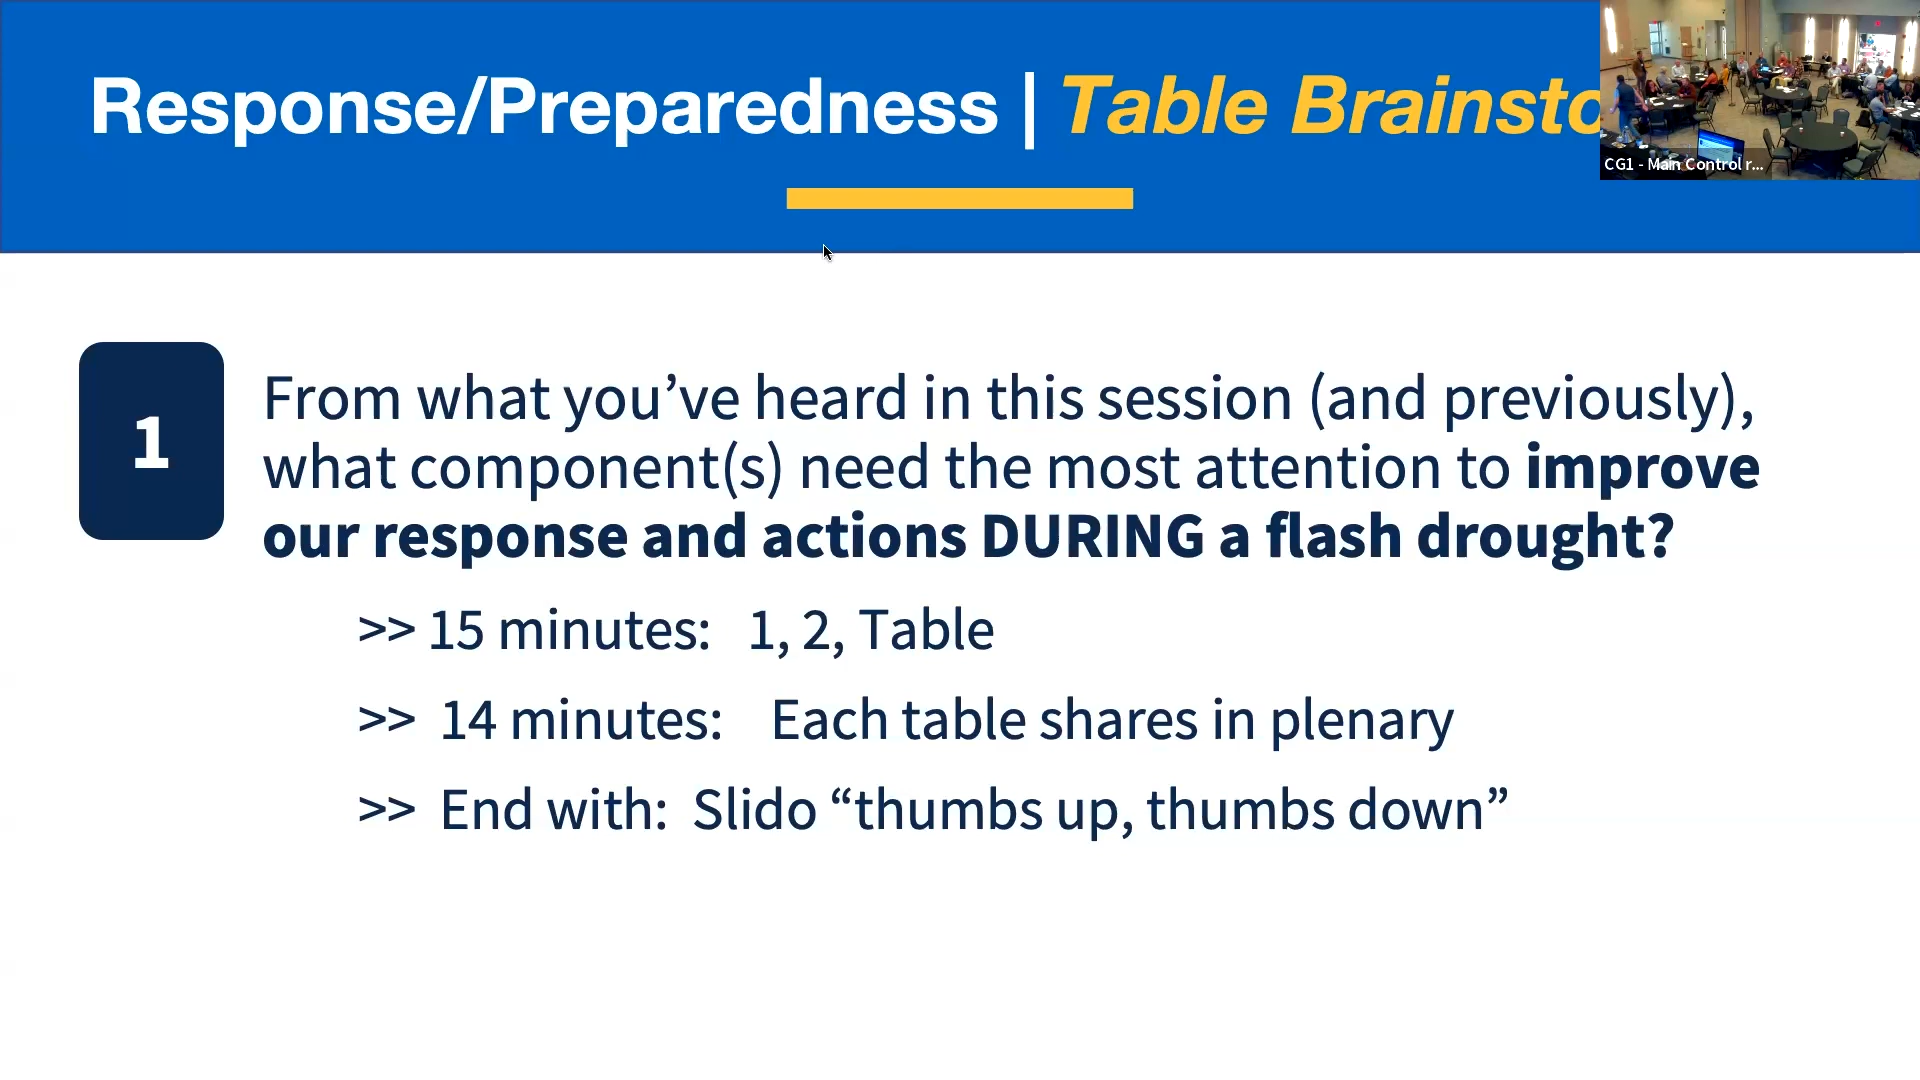 Response/Preparedness | Table Brainsto
CG1 - Main Control r...
1
From what you’ve heard in this session (and previously),
what component(s) need the most attention to improve
our response and actions DURING a flash drought?
>> 15 minutes: 1, 2, Table
>> 14 minutes: Each table shares in plenary
>> End with: Slido “thumbs up, thumbs down”